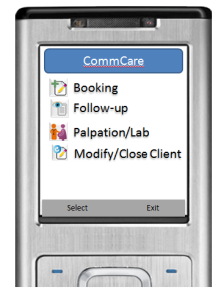 CommCare
Booking
Follow-up
Palpation/Lab
Modify/Close Client
Select Exit